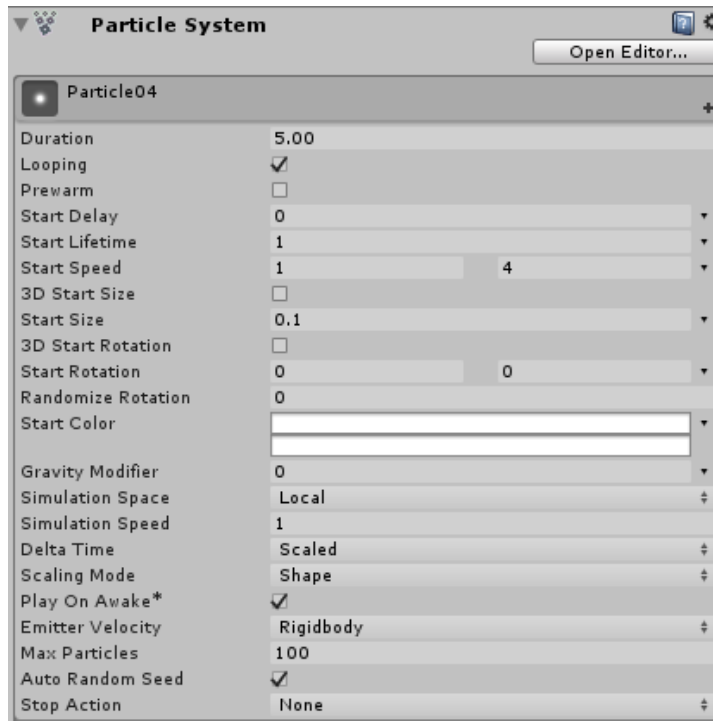 Particle System
Open Editor...
Particle04
Duration 5.00
Looping
Prewarm
Start Delay 0
Start Lifetime 1
Start Speed 1 4
3D Start Size
Start Size 0.1
3D Start Rotation
Start Rotation 0 0
Randomize Rotation 0
Start Color
Gravity Modifier 0
Simulation Space Local
Simulation Speed 1
Delta Time Scaled
Scaling Mode Shape
Play On Awake*
Emitter Velocity Rigidbody
Max Particles 100
Auto Random Seed
Stop Action None